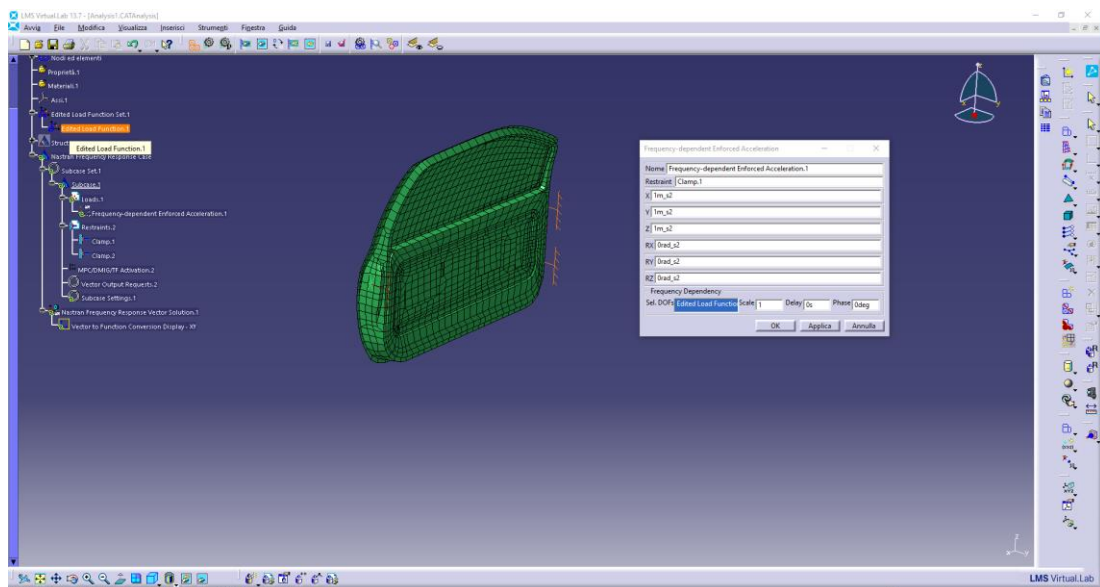 LMS Virtual.Lab 13.7 - [Analysis1.CATAnalysis]
Avvio File Modifica Visualizza Inserisci Strumenti Finestra Guida
Nodi ed elementi
Proprietà.1
Materiali.1
Assi.1
Edited Load Function Set.1
Edited Load Function.1
Edited Load Function.1
Nastran Frequency Response Case
Subcase Set.1
Subcase.1
Loads.1
Frequency-dependent Enforced Acceleration.1
Restraints.2
Clamp.1
Clamp.2
MPC/DMIG/TF Activation.2
Vector Output Requests.2
Subcase Settings.1
Nastran Frequency Response Vector Solution.1
Vector to Function Conversion Display - XY
Frequency-dependent Enforced Acceleration
Nome Frequency-dependent Enforced Acceleration.1
Restraint Clamp.1
X 1m_s2
Y 1m_s2
Z 1m_s2
RX 0rad_s2
RY 0rad_s2
RZ 0rad_s2
Frequency Dependency
Sel. DOFs Edited Load Functio Scale 1 Delay 0s Phase 0deg
OK Applica Annulla
z
x y
LMS Virtual.Lab